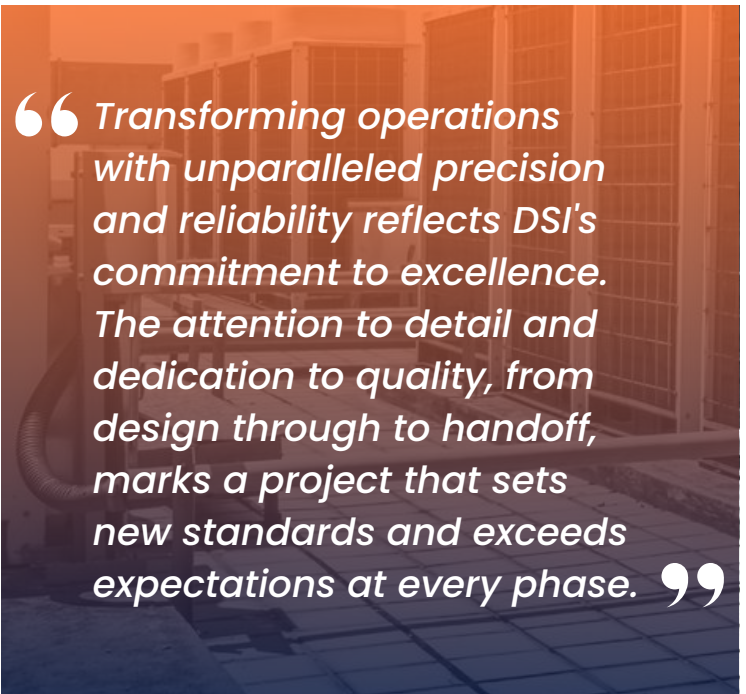 “ Transforming operations
with unparalleled precision
and reliability reflects DSI's
commitment to excellence.
The attention to detail and
dedication to quality, from
design through to handoff,
marks a project that sets
new standards and exceeds
expectations at every phase. ”